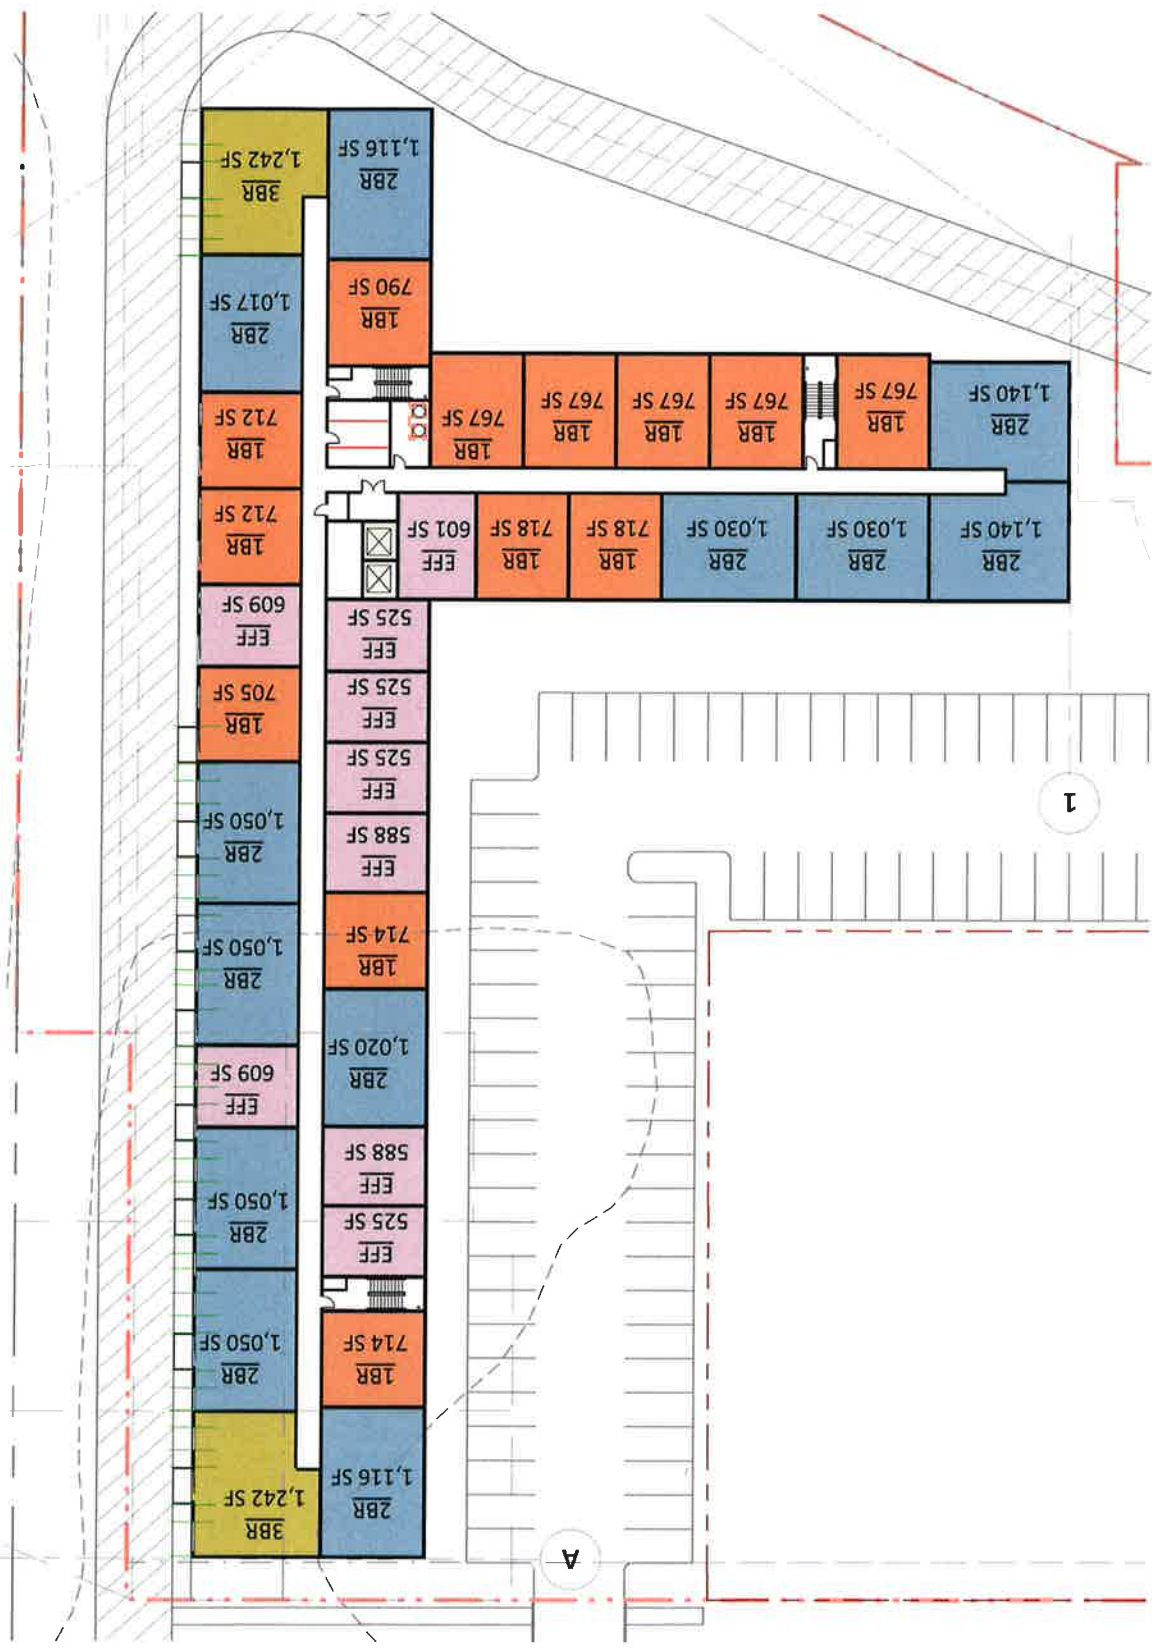 A
2BR
1,116 SF
1BR
714 SF
EFF
525 SF
EFF
588 SF
2BR
1,020 SF
1BR
714 SF
EFF
588 SF
EFF
525 SF
EFF
525 SF
EFF
525 SF
3BR
1,242 SF
2BR
1,050 SF
2BR
1,050 SF
EFF
609 SF
2BR
1,050 SF
2BR
1,050 SF
1BR
705 SF
EFF
609 SF
1BR
712 SF
1BR
712 SF
2BR
1,017 SF
3BR
1,242 SF
1
2BR
1,140 SF
2BR
1,030 SF
2BR
1,030 SF
1BR
718 SF
1BR
718 SF
EFF
601 SF
2BR
1,140 SF
1BR
767 SF
1BR
767 SF
1BR
767 SF
1BR
767 SF
1BR
767 SF
1BR
790 SF
2BR
1,116 SF